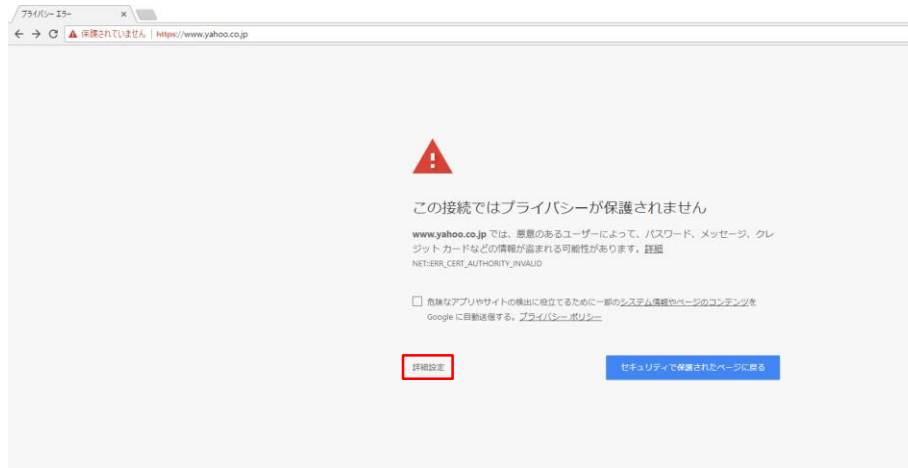 プライバシー エラー
保護されていません | https://www.yahoo.co.jp
この接続ではプライバシーが保護されません
www.yahoo.co.jp では、悪意のあるユーザーによって、パスワード、メッセージ、クレ
ジット カードなどの情報が盗まれる可能性があります。詳細
NET::ERR_CERT_AUTHORITY_INVALID
危険なアプリやサイトの検出に役立てるために一部のシステム情報やページのコンテンツを
Google に自動送信する。プライバシー ポリシー
詳細設定
セキュリティで保護されたページに戻る